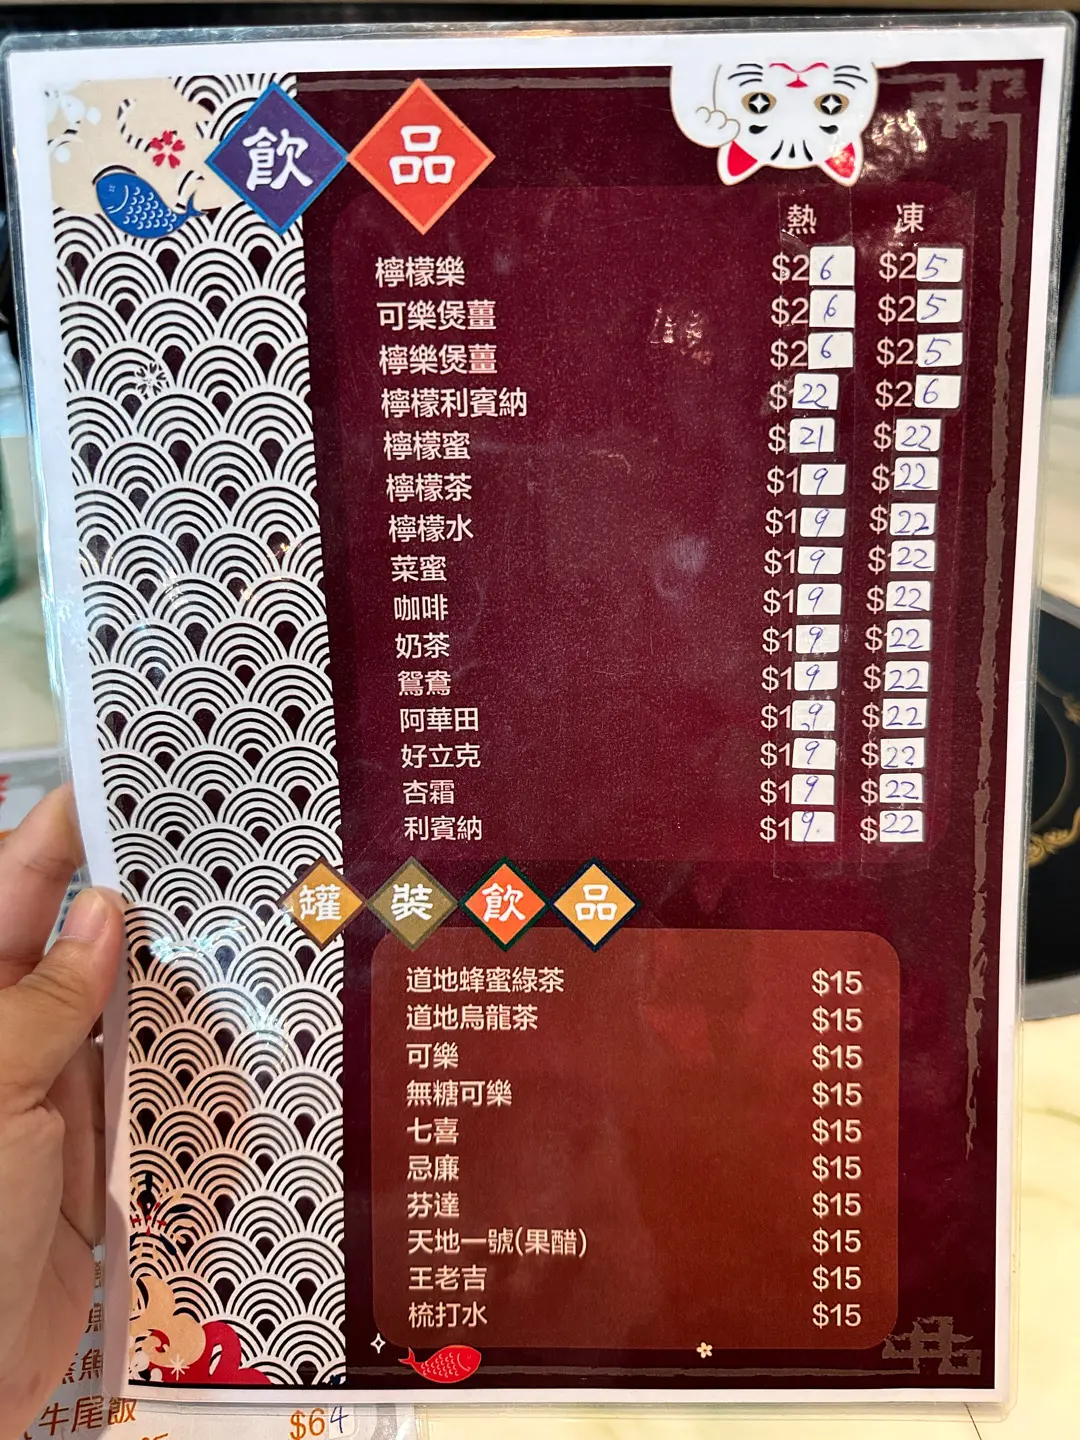 飲品
熱 凍
檸檬樂 $26 $25
可樂煲薑 $26 $25
檸樂煲薑 $26 $25
檸檬利賓納 $22 $26
檸檬蜜 $21 $22
檸檬茶 $19 $22
檸檬水 $19 $22
菜蜜 $19 $22
咖啡 $19 $22
奶茶 $19 $22
鴛鴦 $19 $22
阿華田 $19 $22
好立克 $19 $22
杏霜 $19 $22
利賓納 $19 $22
罐裝飲品
道地蜂蜜綠茶 $15
道地烏龍茶 $15
可樂 $15
無糖可樂 $15
七喜 $15
忌廉 $15
芬達 $15
天地一號(果醋) $15
王老吉 $15
梳打水 $15
牛尾飯 $64